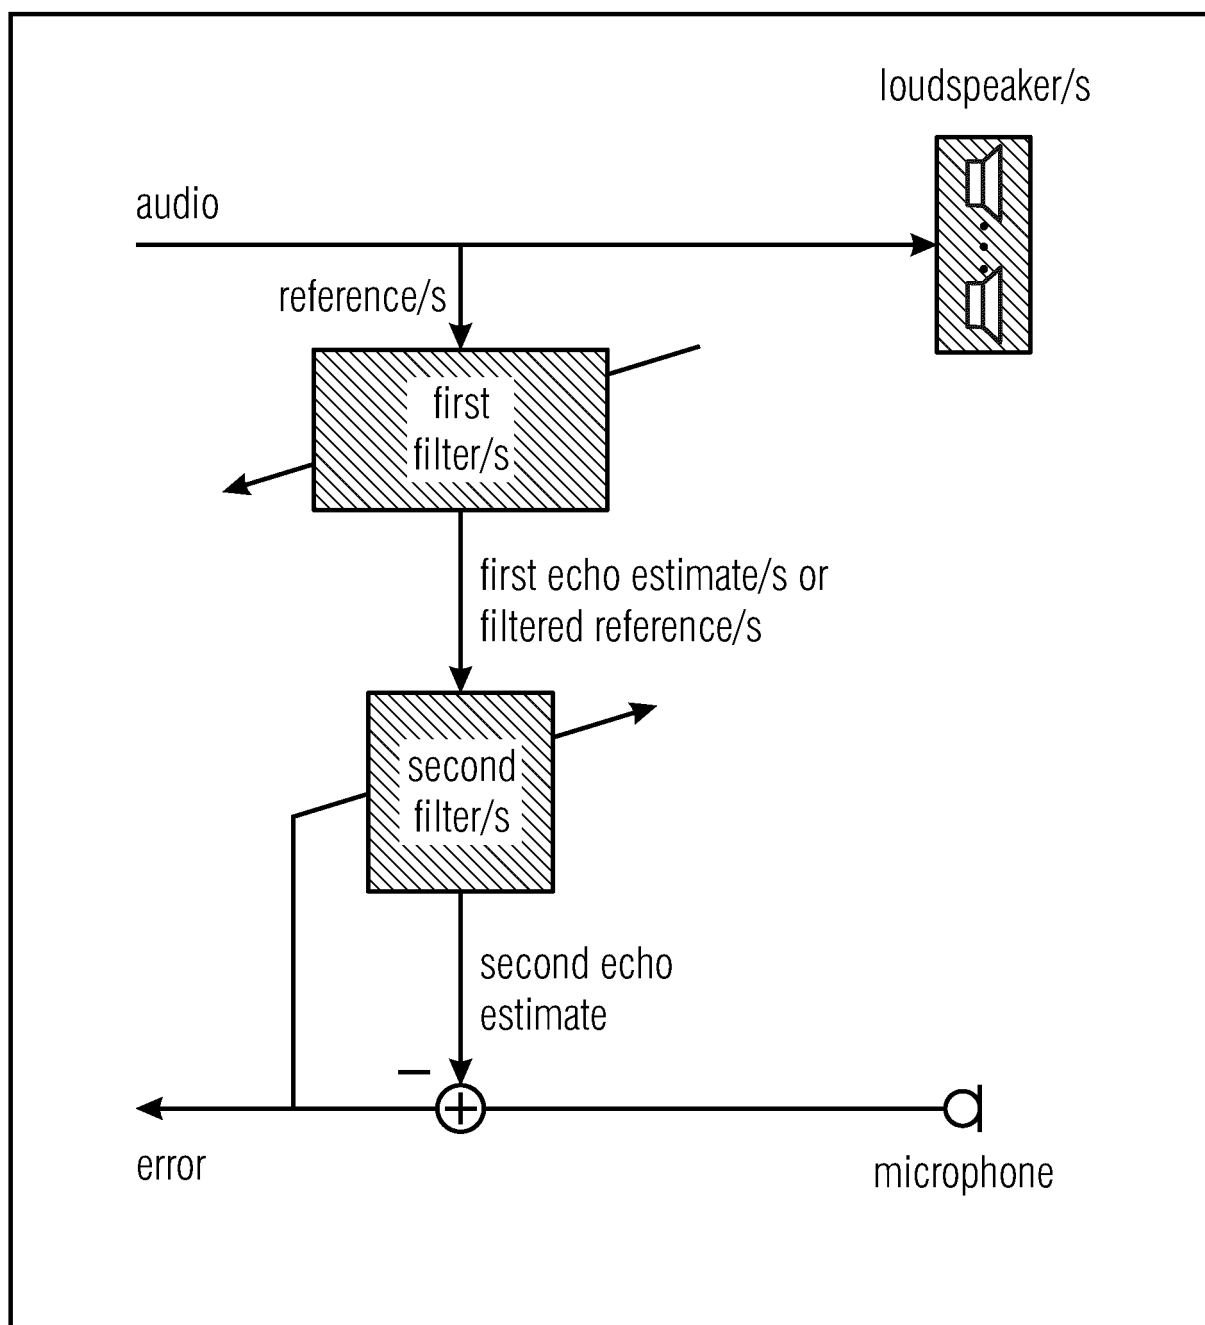 loudspeaker/s
audio
reference/s
first
filter/s
first echo estimate/s or
filtered reference/s
second
filter/s
second echo
estimate
error
microphone